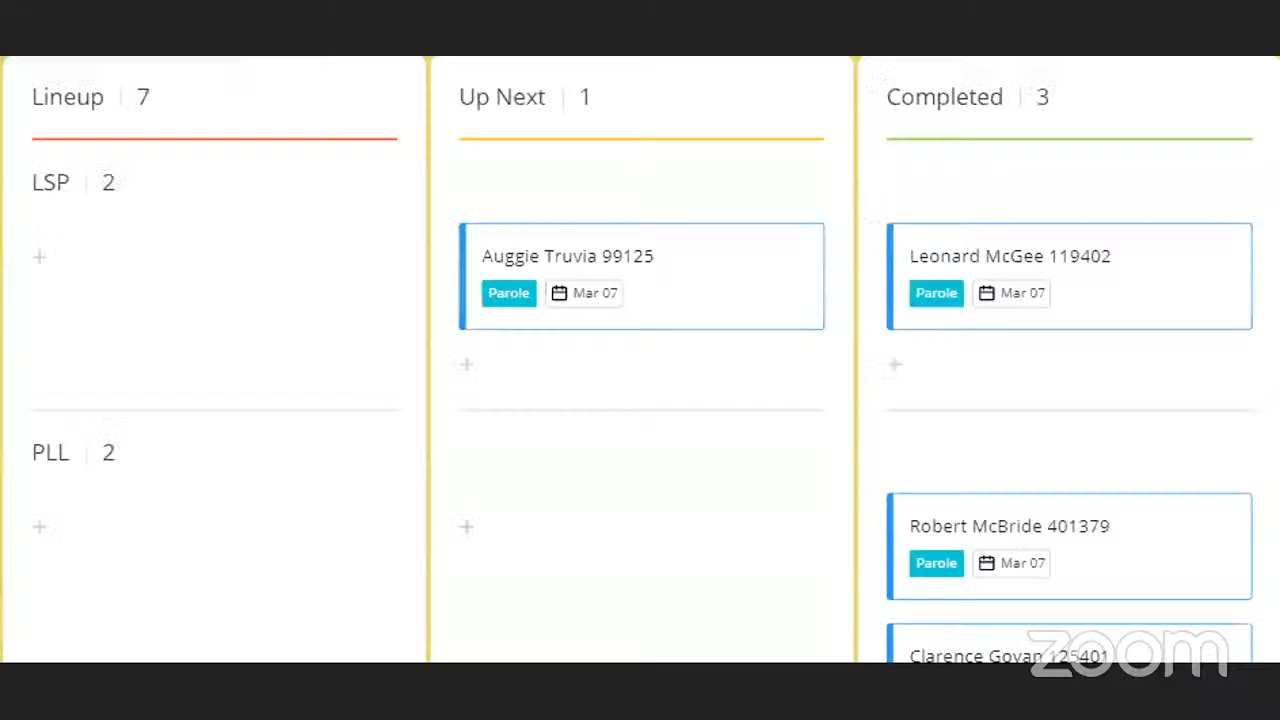 Lineup 7
Up Next 1
Completed 3
LSP 2
Auggie Truvia 99125
Parole Mar 07
Leonard McGee 119402
Parole Mar 07
PLL 2
Robert McBride 401379
Parole Mar 07
Clarence Govan 125401
zoom